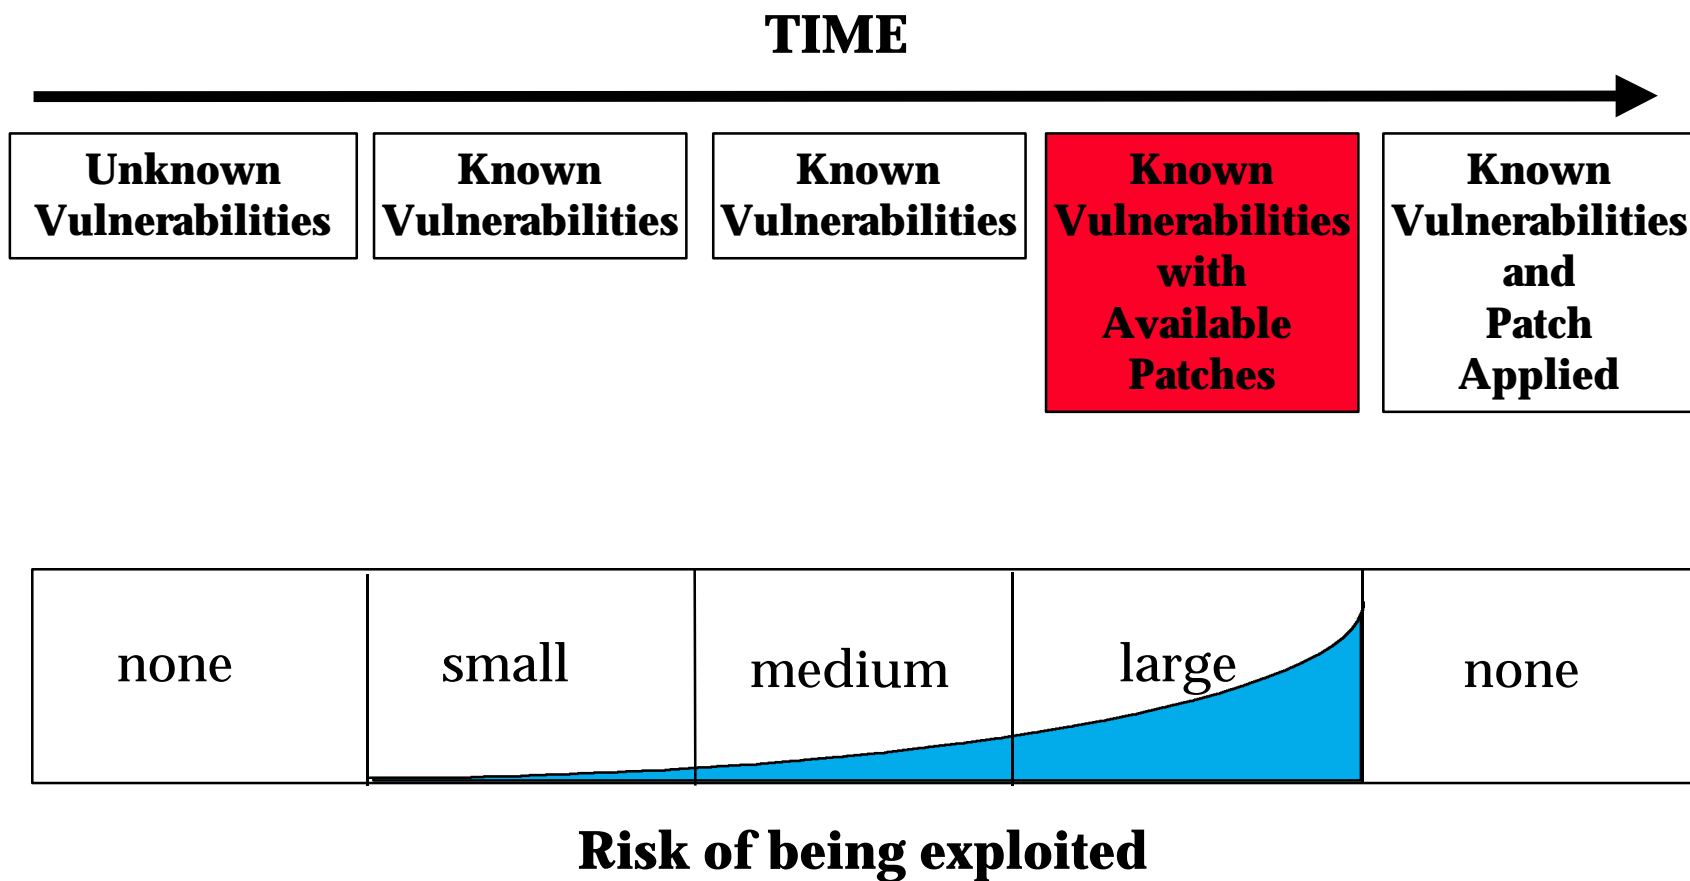 TIME
Unknown
Vulnerabilities
Known
Vulnerabilities
Known
Vulnerabilities
Known
Vulnerabilities
with
Available
Patches
Known
Vulnerabilities
and
Patch
Applied
none
small
medium
large
none
Risk of being exploited